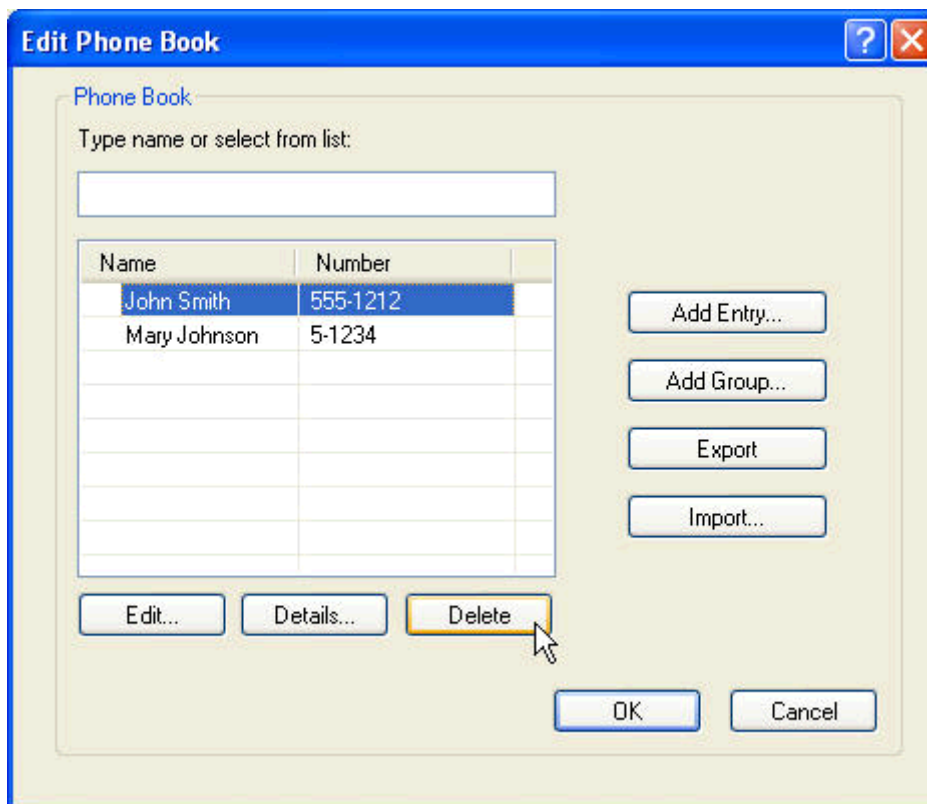 Edit Phone Book
Phone Book
Type name or select from list:
Name Number
John Smith 555-1212
Mary Johnson 5-1234
Add Entry...
Add Group...
Export
Import...
Edit... Details... Delete
OK Cancel